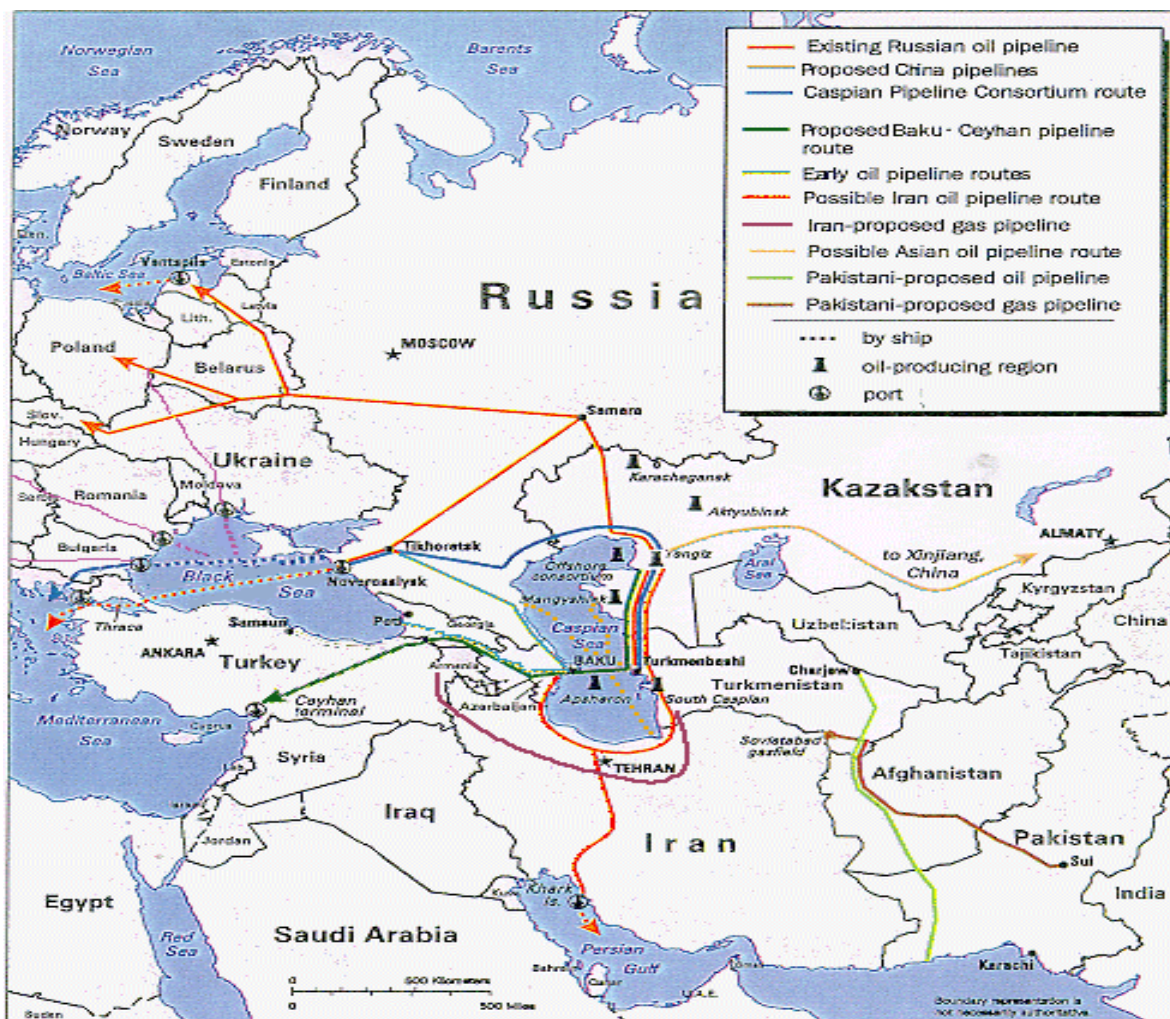 Norwegian
Sea
Barents
Sea
Existing Russian oil pipeline
Proposed China pipelines
Caspian Pipeline Consortium route
Proposed Baku - Ceyhan pipeline
route
Early oil pipeline routes
Possible Iran oil pipeline route
Iran-proposed gas pipeline
Possible Asian oil pipeline route
Pakistani-proposed oil pipeline
Pakistani-proposed gas pipeline
by ship
oil-producing region
port
Norway
Sweden
Finland
Den.
Baltic Sea
Ventspils
Estonia
Latvia
Lith.
Russia
MOSCOW
Poland
Belarus
Samara
Slov.
Hungary
Ukraine
Karachegansk
Kazakstan
Aktyubinsk
Romania
Moldova
Bulgaria
Tikhoretsk
Offshore
consortium
Tengiz
Aral
Sea
to Xinjiang,
China
ALMATY
Black
Sea
Novorossiysk
Mangyshlak
Kyrgyzstan
China
Thrace
Samsun
Poti
Georgia
Caspian
Sea
Uzbekistan
Tajikistan
ANKARA
Turkey
Armenia
BAKU
Turkmenbashi
Charjew
Turkmenistan
Ceyhan
terminal
Azerbaijan
Apsheron
South Caspian
Mediterranean
Sea
Cyprus
Syria
Leb.
Israel
TEHRAN
Sovietabad
gasfield
Afghanistan
Jordan
Iraq
Iran
Pakistan
Sui
India
Egypt
Kuw.
Khark
Is.
Red
Sea
Saudi Arabia
Persian
Gulf
Karachi
Bahrain
Qatar
Oman
U.A.E.
500 Kilometers
500 Miles
Sudan
Boundary representation is
not necessarily authoritative.